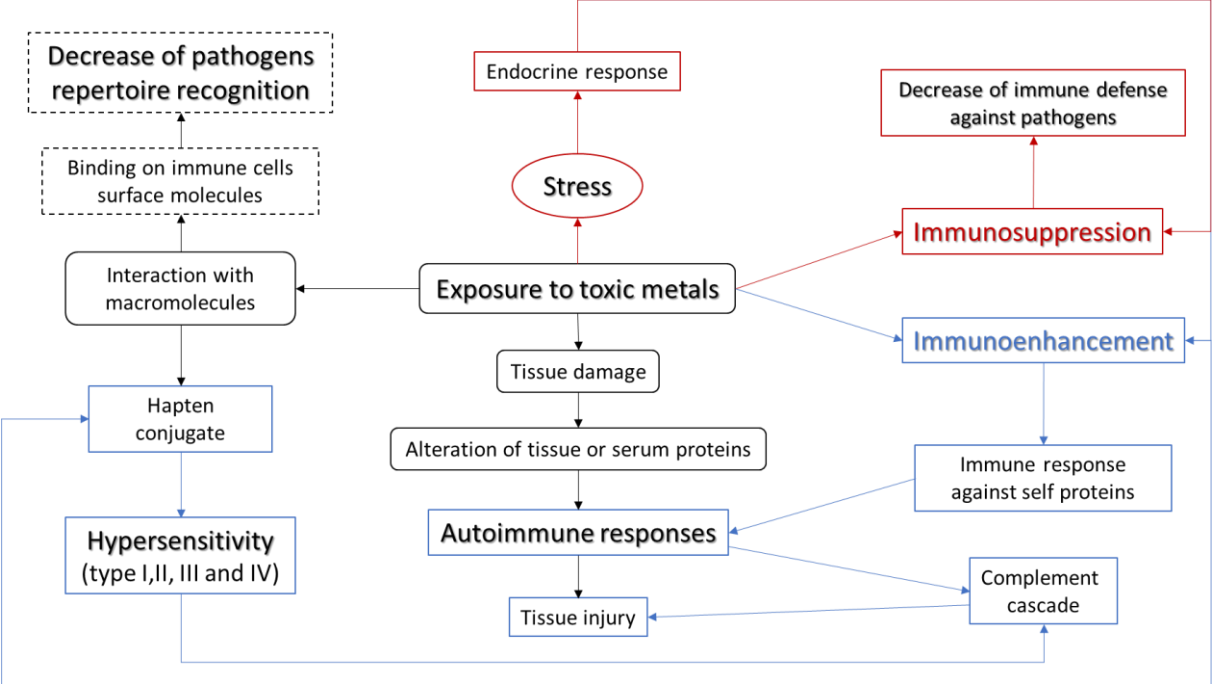 Decrease of pathogens
repertoire recognition
Endocrine response
Decrease of immune defense
against pathogens
Binding on immune cells
surface molecules
Stress
Immunosuppression
Interaction with
macromolecules
Exposure to toxic metals
Immunoenhancement
Tissue damage
Hapten
conjugate
Alteration of tissue or serum proteins
Immune response
against self proteins
Hypersensitivity
(type I,II, III and IV)
Autoimmune responses
Complement
cascade
Tissue injury